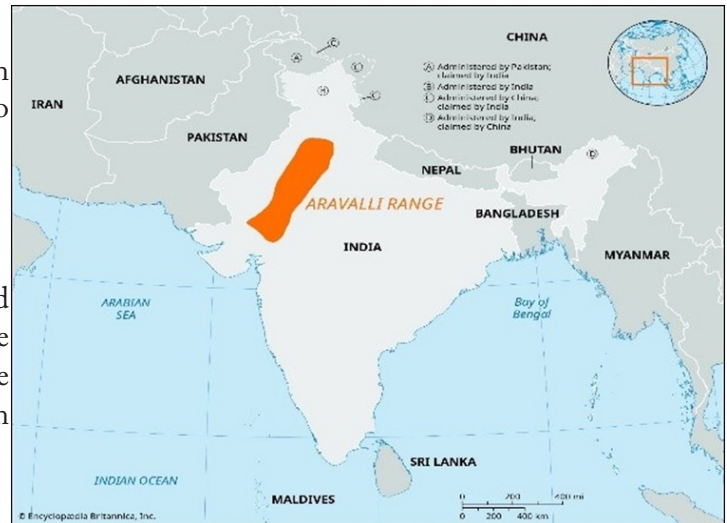 CHINA
Ⓐ Administered by Pakistan;
claimed by India
Ⓑ Administered by India
Ⓒ Administered by China;
claimed by India
Ⓓ Administered by India;
claimed by China
AFGHANISTAN
IRAN
PAKISTAN
NEPAL
BHUTAN
ARAVALLI RANGE
BANGLADESH
INDIA
MYANMAR
ARABIAN
SEA
Bay of
Bengal
SRI LANKA
INDIAN OCEAN
MALDIVES
0 200 400 mi
0 200 400 km
© Encyclopædia Britannica, Inc.